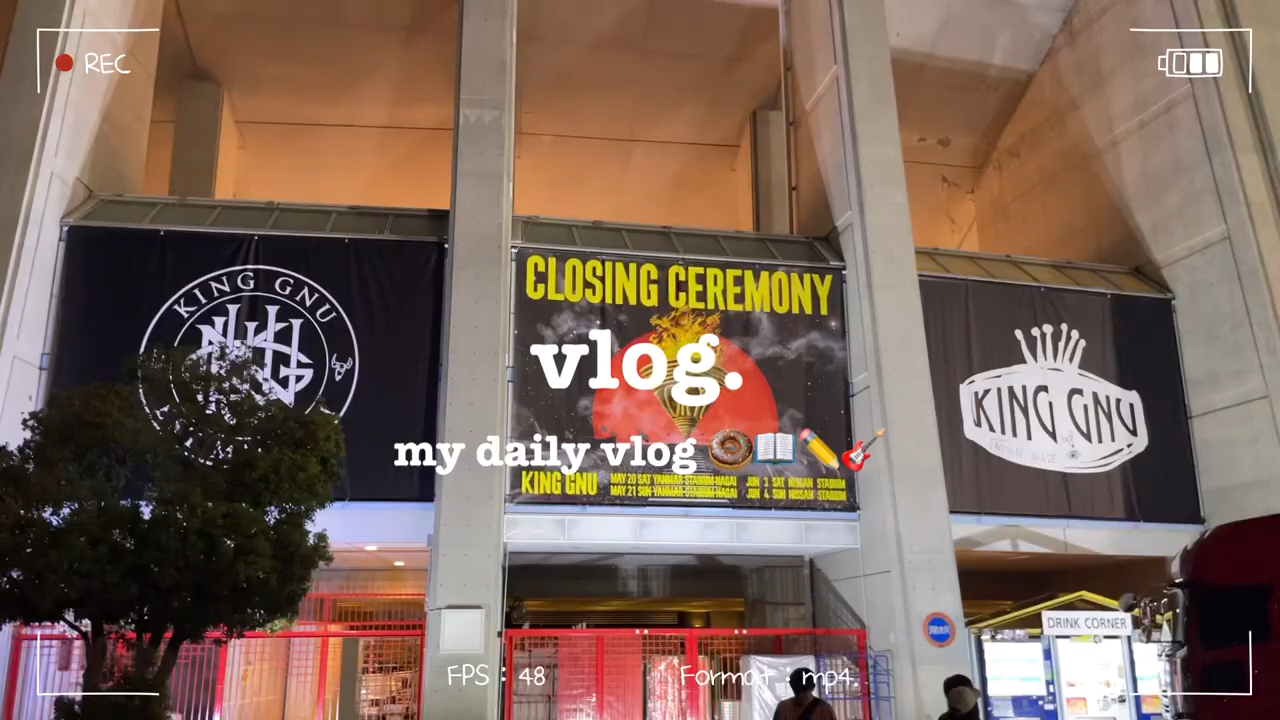 REC
KING GNU
CLOSING CEREMONY
vlog.
my daily vlog
KING GNU
MAY 20 SAT YANMAR STADIUM NAGAI JUN 3 SAT NISSAN STADIUM
MAY 21 SUN YANMAR STADIUM NAGAI JUN 4 SUN NISSAN STADIUM
KING GNU
JAPAN
DRINK CORNER
FPS : 48
Format : mp4.